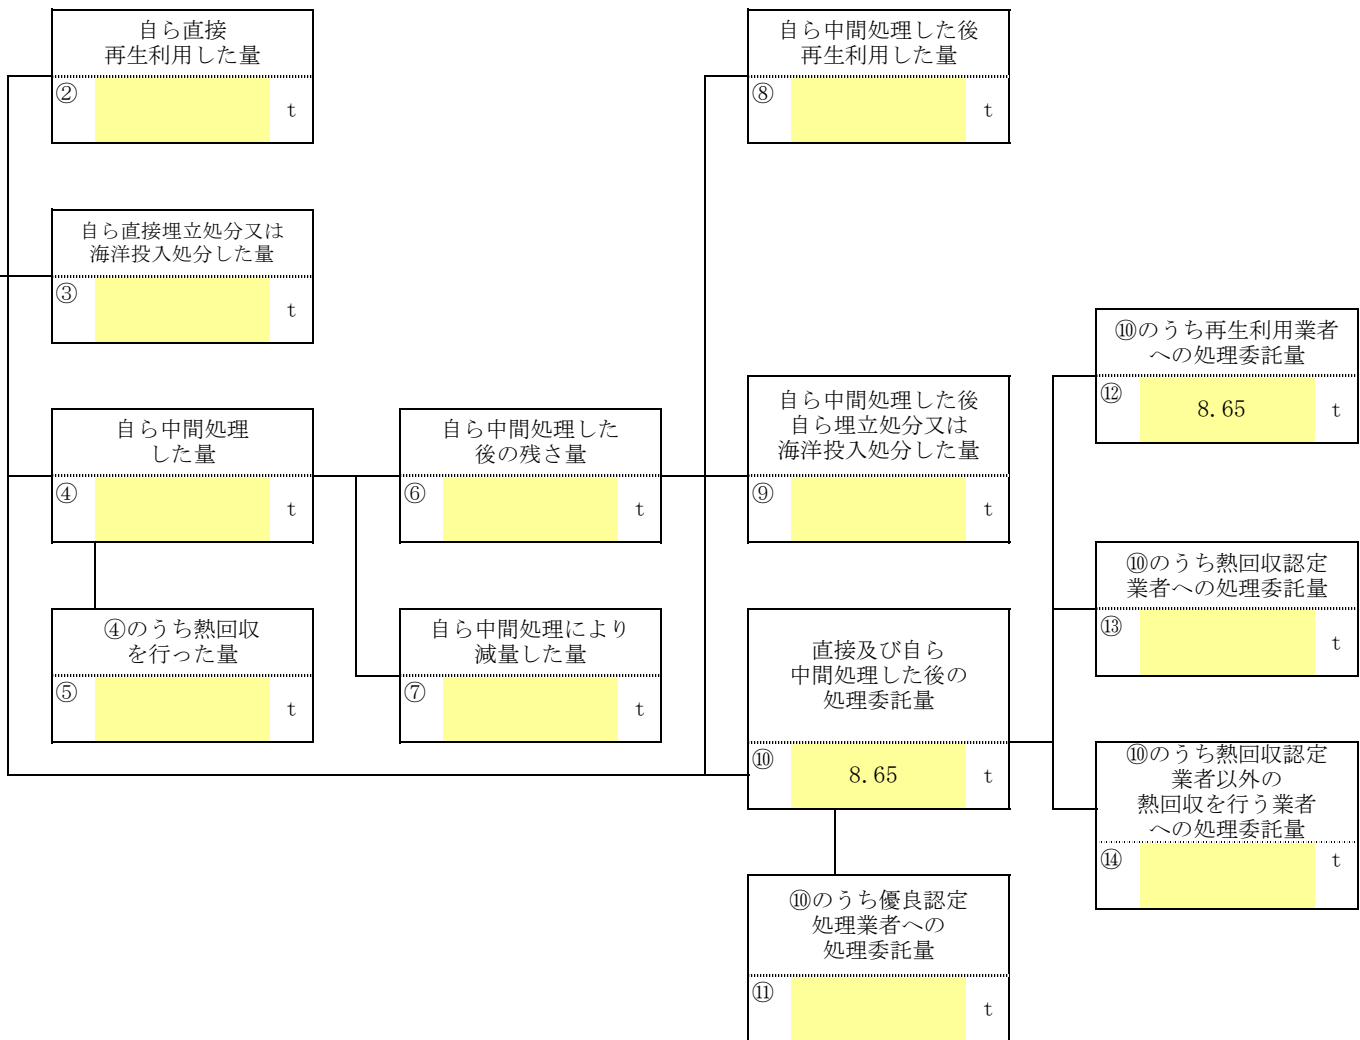 自ら直接
再生利用した量
②
t
自ら中間処理した後
再生利用した量
⑧
t
自ら直接埋立処分又は
海洋投入処分した量
③
t
⑩のうち再生利用業者
への処理委託量
⑫
8.65
t
自ら中間処理
した量
④
t
自ら中間処理した
後の残さ量
⑥
t
自ら中間処理した後
自ら埋立処分又は
海洋投入処分した量
⑨
t
⑩のうち熱回収認定
業者への処理委託量
⑬
t
④のうち熱回収
を行った量
⑤
t
自ら中間処理により
減量した量
⑦
t
直接及び自ら
中間処理した後の
処理委託量
⑩
8.65
t
⑩のうち熱回収認定
業者以外の
熱回収を行う業者
への処理委託量
⑭
t
⑩のうち優良認定
処理業者への
処理委託量
⑪
t